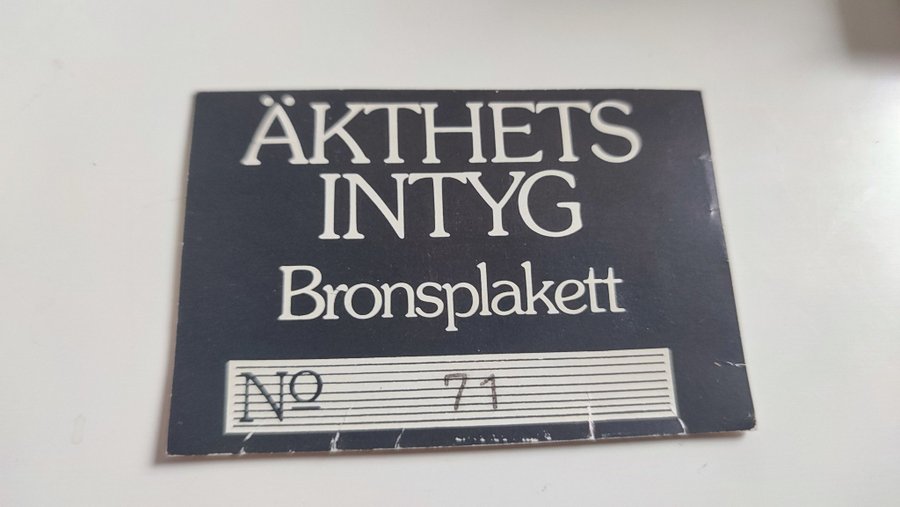 ÄKTHETS
INTYG
Bronsplakett
No 71